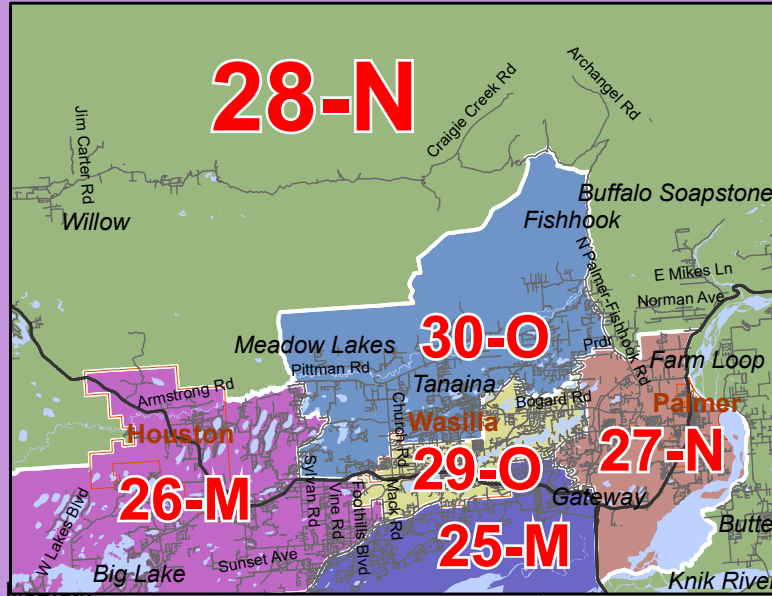 28-N
Jim Carter Rd
Craigie Creek Rd
Archangel Rd
Willow
Buffalo Soapstone
Fishhook
N Palmer-Fishhook Rd
E Mikes Ln
Norman Ave
30-O
Meadow Lakes
Pittman Rd
Prdr
Farm Loop
Tanaina
Armstrong Rd
Church Rd
Bogard Rd
Palmer
Wasilla
Houston
27-N
29-O
26-M
Sylvan Rd
Vine Rd
Foothills Blvd
Mack Rd
Gateway
W Lakes Blvd
25-M
Butte
Sunset Ave
Big Lake
Knik River